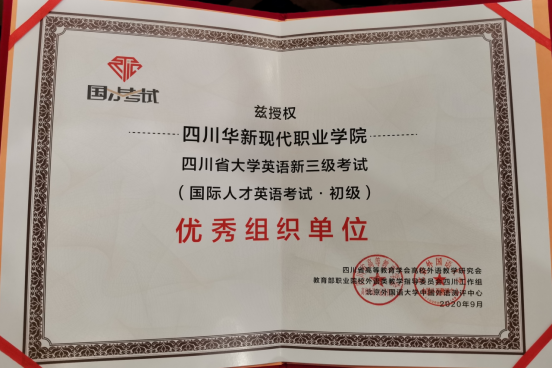 国才考试
兹授权
四川华新现代职业学院
四川省大学英语新三级考试
(国际人才英语考试·初级)
优秀组织单位
四川省高等教育学会高校外语教学研究会
教育部职业院校外语类教学指导委员会四川工作组
北京外国语大学中国外语测评中心
2020年9月